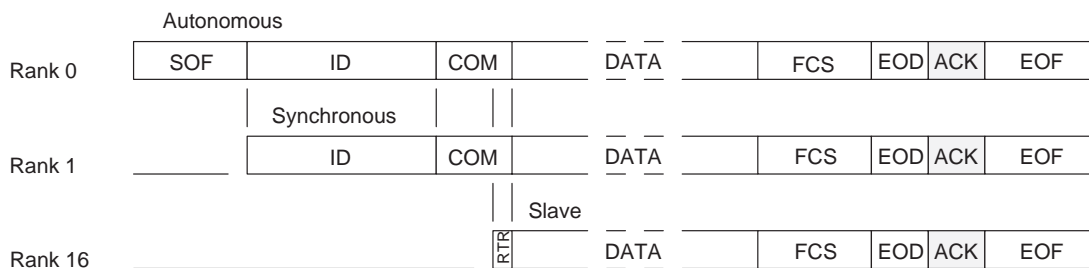 Autonomous
Rank 0 SOF ID COM DATA FCS EOD ACK EOF
Synchronous
Rank 1 ID COM DATA FCS EOD ACK EOF
Slave
Rank 16 RTR DATA FCS EOD ACK EOF